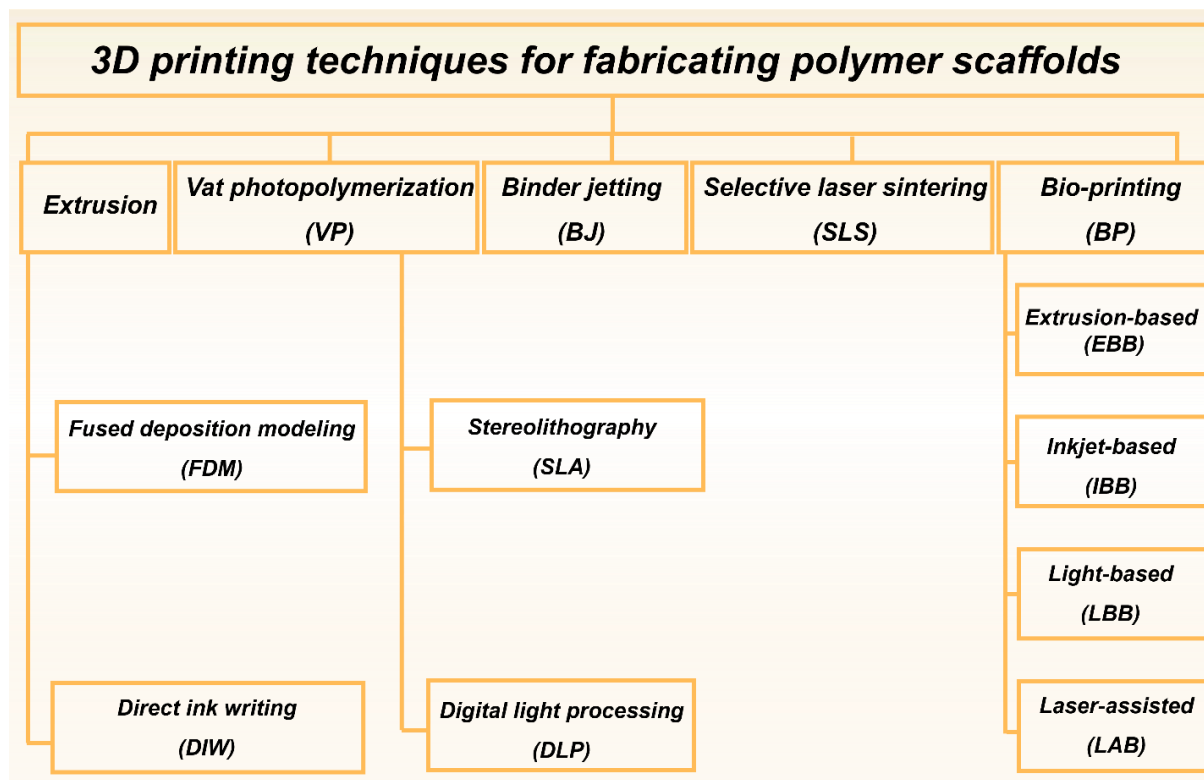 3D printing techniques for fabricating polymer scaffolds
Extrusion
Vat photopolymerization
(VP)
Binder jetting
(BJ)
Selective laser sintering
(SLS)
Bio-printing
(BP)
Fused deposition modeling
(FDM)
Direct ink writing
(DIW)
Stereolithography
(SLA)
Digital light processing
(DLP)
Extrusion-based
(EBB)
Inkjet-based
(IBB)
Light-based
(LBB)
Laser-assisted
(LAB)